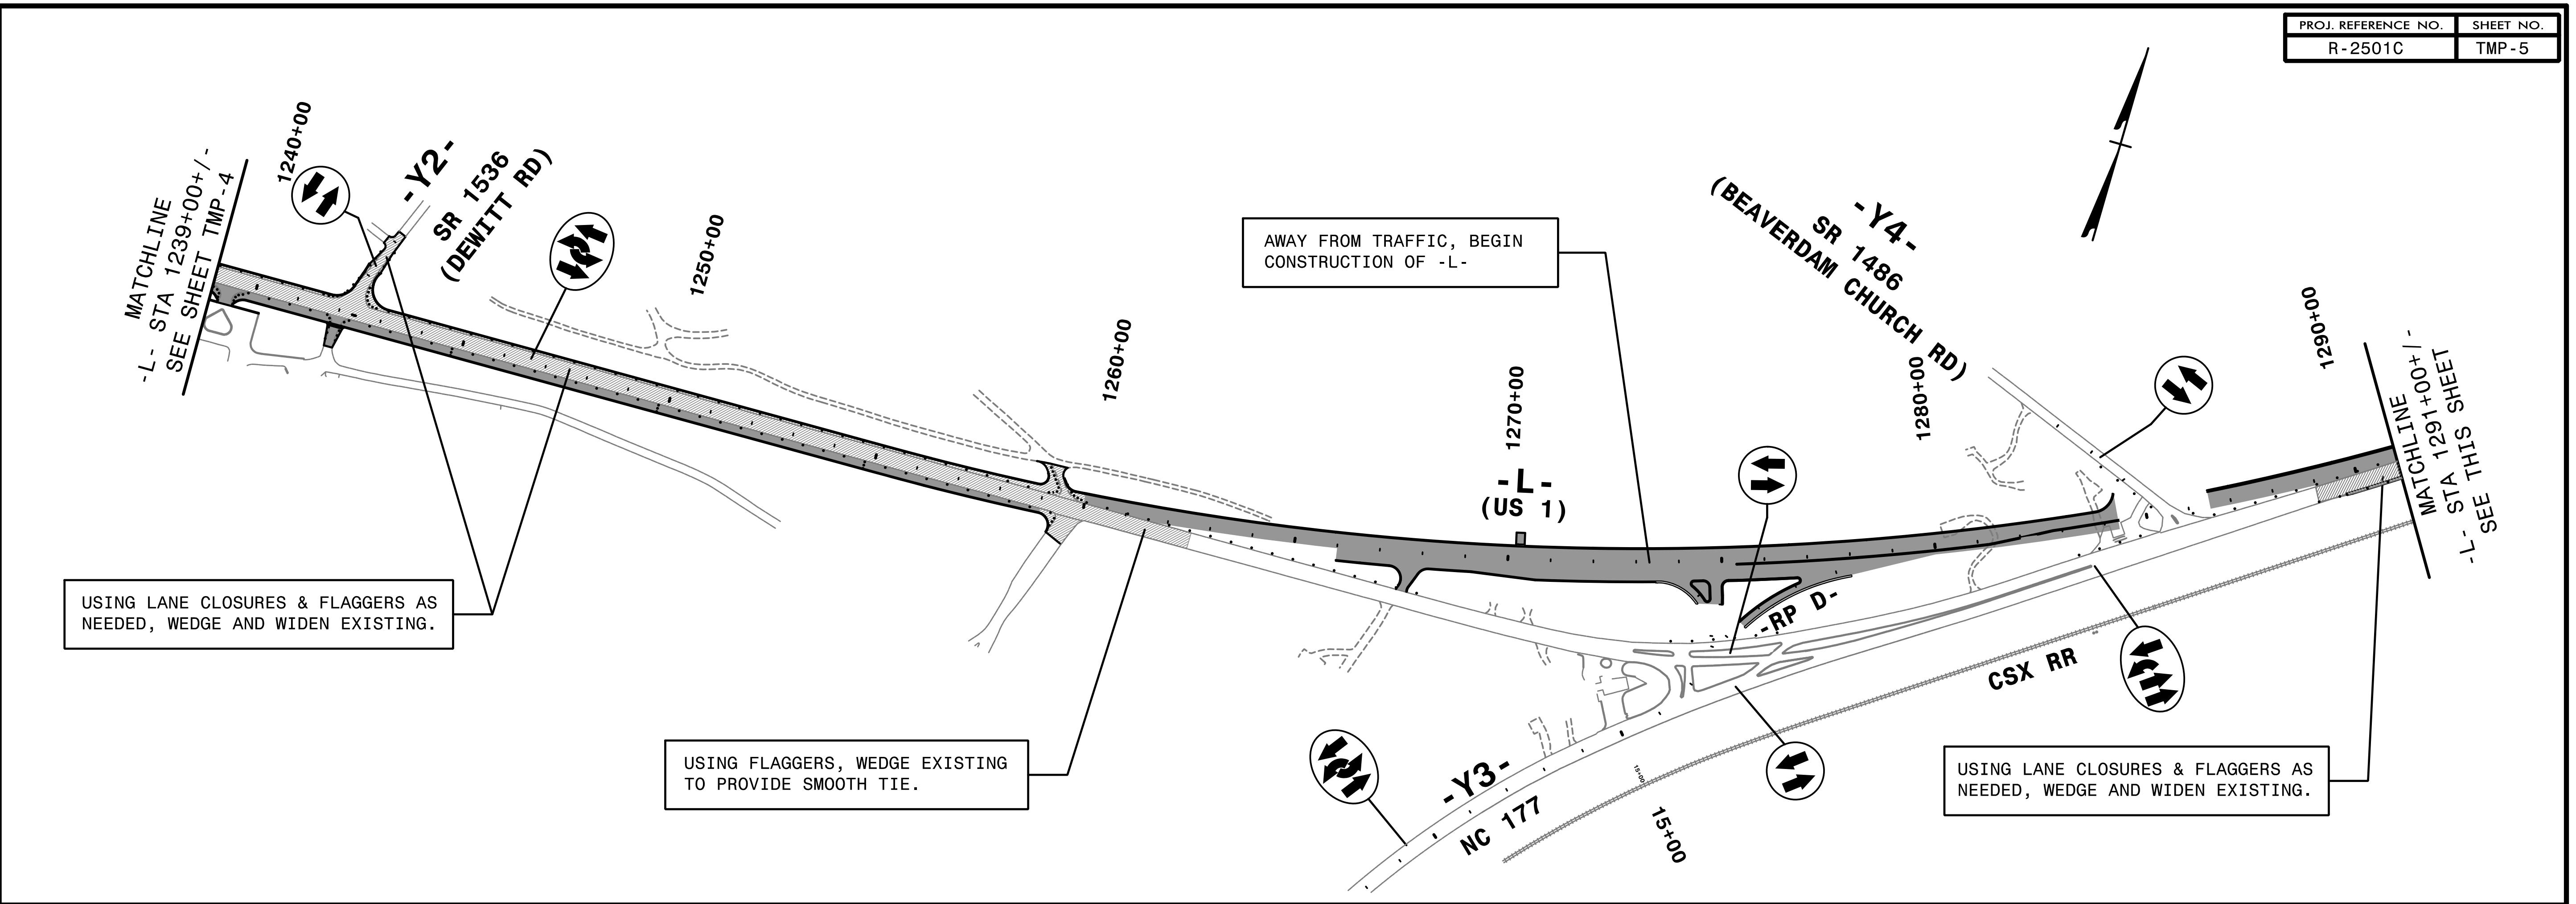 PROJ. REFERENCE NO.
SHEET NO.
R-2501C
TMP-5
MATCHLINE
-L- STA 1239+00+/-
SEE SHEET TMP-4
1240+00
-Y2-
SR 1536
(DEWITT RD)
1250+00
1260+00
AWAY FROM TRAFFIC, BEGIN
CONSTRUCTION OF -L-
1270+00
-L-
(US 1)
-Y4-
SR 1486
(BEAVERDAM CHURCH RD)
1280+00
1290+00
MATCHLINE
-L- STA 1291+00+/-
SEE THIS SHEET
USING LANE CLOSURES & FLAGGERS AS
NEEDED, WEDGE AND WIDEN EXISTING.
USING FLAGGERS, WEDGE EXISTING
TO PROVIDE SMOOTH TIE.
-RP D-
CSX RR
-Y3-
NC 177
15+00
15+00
USING LANE CLOSURES & FLAGGERS AS
NEEDED, WEDGE AND WIDEN EXISTING.